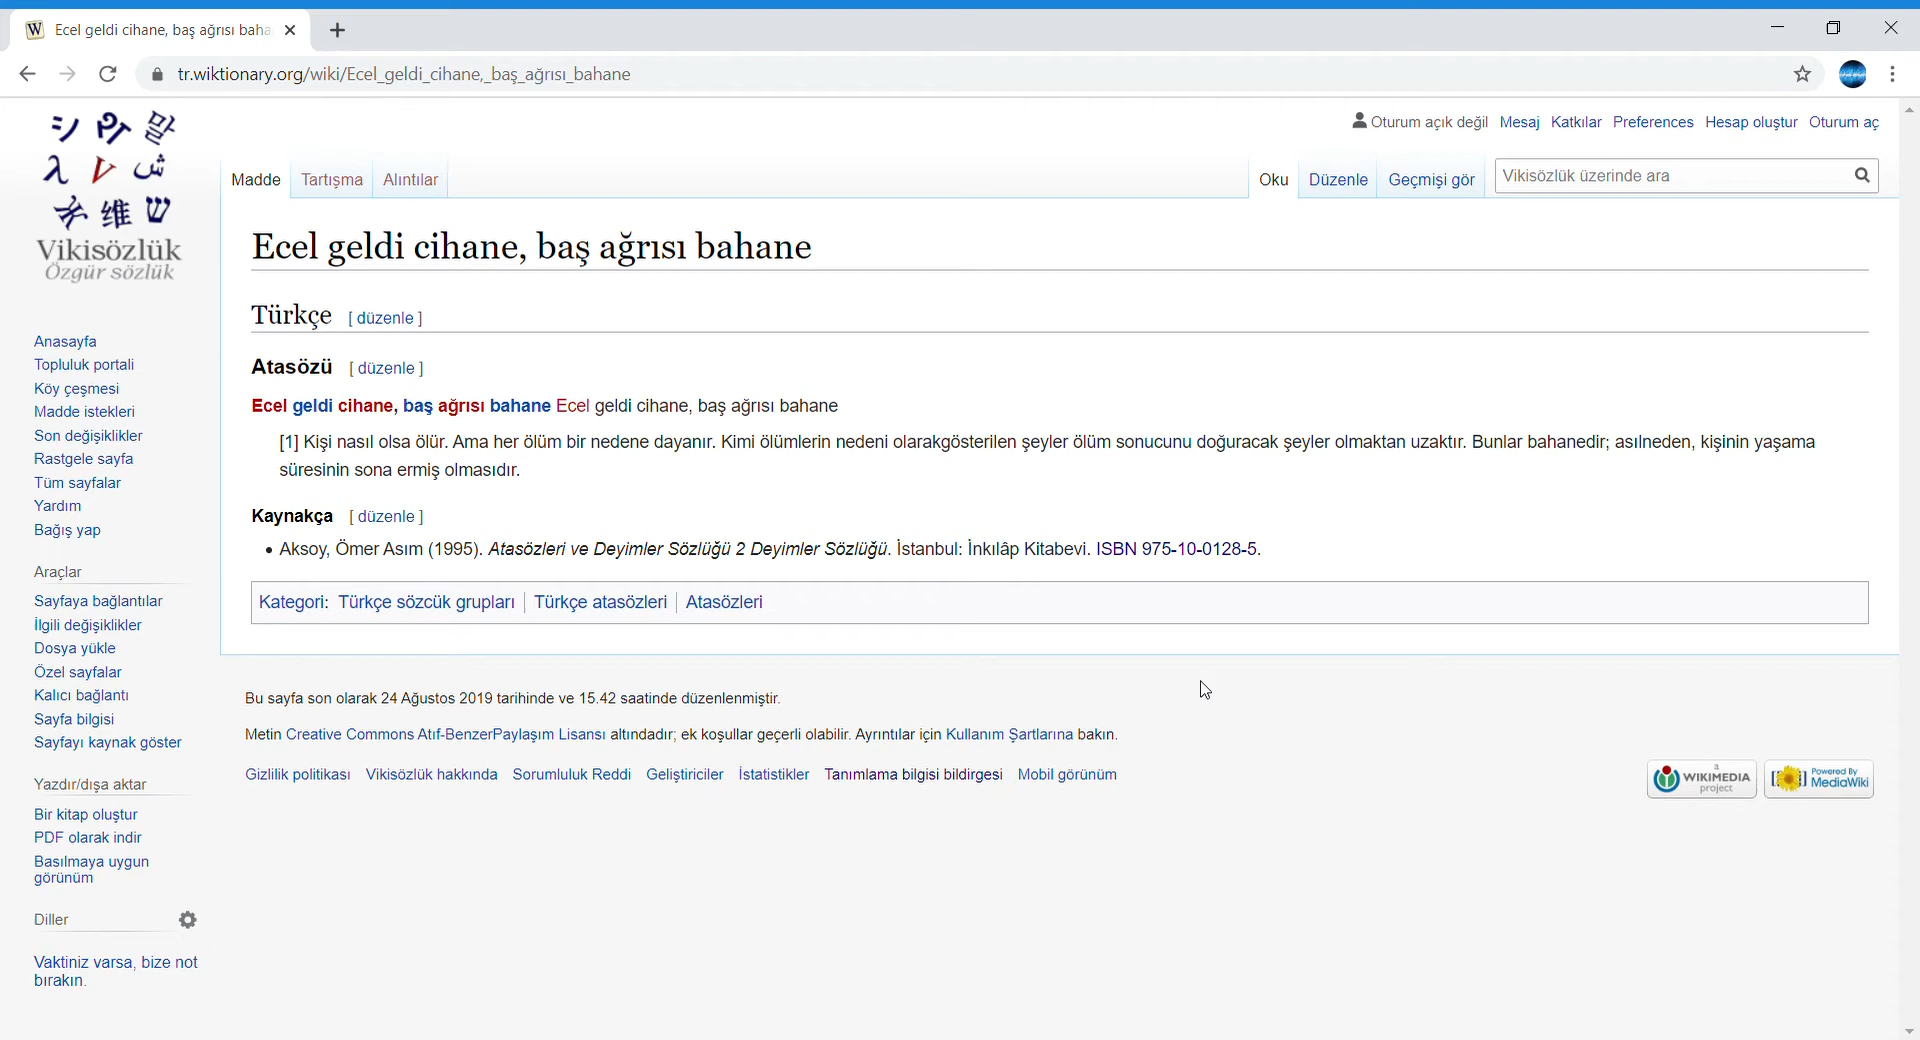 Ecel geldi cihane, baş ağrısı baha
tr.wiktionary.org/wiki/Ecel_geldi_cihane,_baş_ağrısı_bahane
Oturum açık değil Mesaj Katkılar Preferences Hesap oluştur Oturum aç
Madde Tartışma Alıntılar Oku Düzenle Geçmişi gör Vikisözlük üzerinde ara
Vikisözlük
Özgür sözlük
Anasayfa
Topluluk portali
Köy çeşmesi
Madde istekleri
Son değişiklikler
Rastgele sayfa
Tüm sayfalar
Yardım
Bağış yap
Araçlar
Sayfaya bağlantılar
İlgili değişiklikler
Dosya yükle
Özel sayfalar
Kalıcı bağlantı
Sayfa bilgisi
Sayfayı kaynak göster
Yazdır/dışa aktar
Bir kitap oluştur
PDF olarak indir
Basılmaya uygun
görünüm
Diller
Vaktiniz varsa, bize not
bırakın.
Ecel geldi cihane, baş ağrısı bahane
Türkçe [ düzenle ]
Atasözü [ düzenle ]
Ecel geldi cihane, baş ağrısı bahane Ecel geldi cihane, baş ağrısı bahane
[1] Kişi nasıl olsa ölür. Ama her ölüm bir nedene dayanır. Kimi ölümlerin nedeni olarakgösterilen şeyler ölüm sonucunu doğuracak şeyler olmaktan uzaktır. Bunlar bahanedir; asılneden, kişinin yaşama
süresinin sona ermiş olmasıdır.
Kaynakça [ düzenle ]
• Aksoy, Ömer Asım (1995). Atasözleri ve Deyimler Sözlüğü 2 Deyimler Sözlüğü. İstanbul: İnkılâp Kitabevi. ISBN 975-10-0128-5.
Kategori: Türkçe sözcük grupları Türkçe atasözleri Atasözleri
Bu sayfa son olarak 24 Ağustos 2019 tarihinde ve 15.42 saatinde düzenlenmiştir.
Metin Creative Commons Atıf-BenzerPaylaşım Lisansı altındadır; ek koşullar geçerli olabilir. Ayrıntılar için Kullanım Şartlarına bakın.
Gizlilik politikası Vikisözlük hakkında Sorumluluk Reddi Geliştiriciler İstatistikler Tanımlama bilgisi bildirgesi Mobil görünüm
a
WIKIMEDIA
project
Powered By
MediaWiki